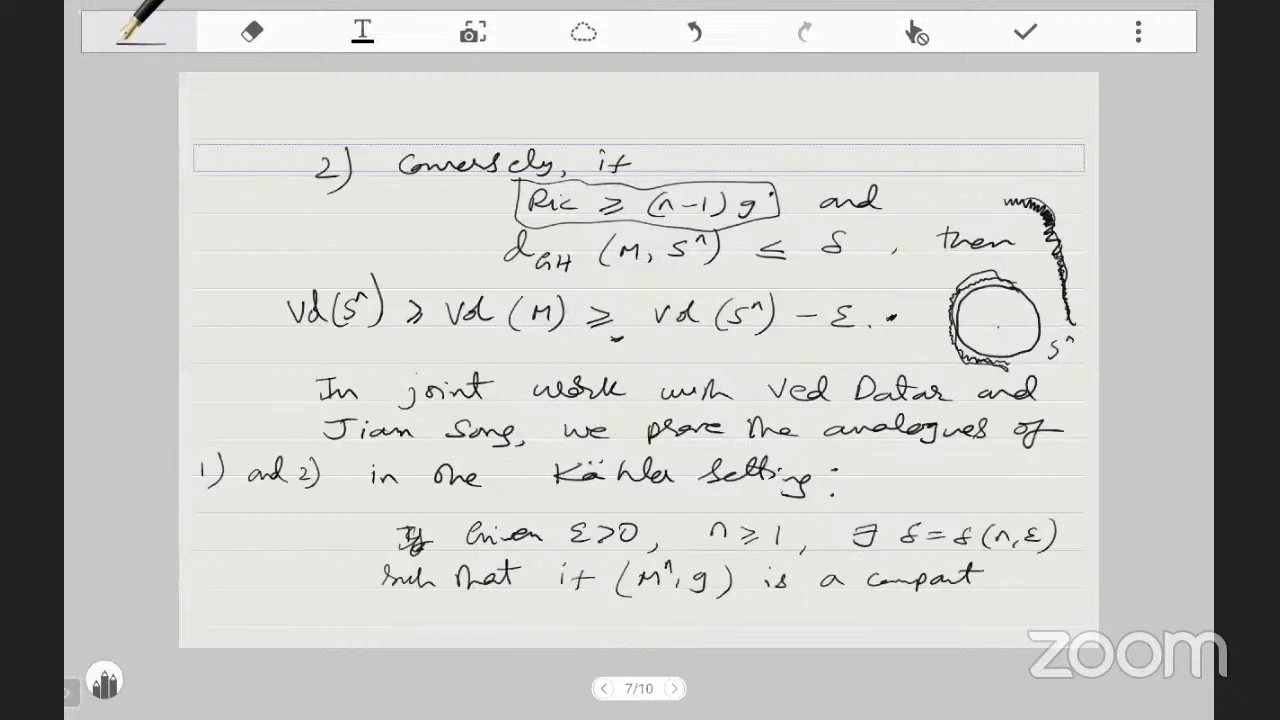 2) Conversely, if
Ric ≥ (n-1) g and
d_GH (M, S^n) ≤ δ, then
Vol(S^n) ≥ Vol (M) ≥ Vol (S^n) - ε.
S^n
In joint work with Ved Datar and
Jian Song, we prove the analogues of
1) and 2) in the Kähler setting:
Given ε>0, n≥1, ∃ δ=δ(n,ε)
such that if (M^n, g) is a compact
7/10
zoom